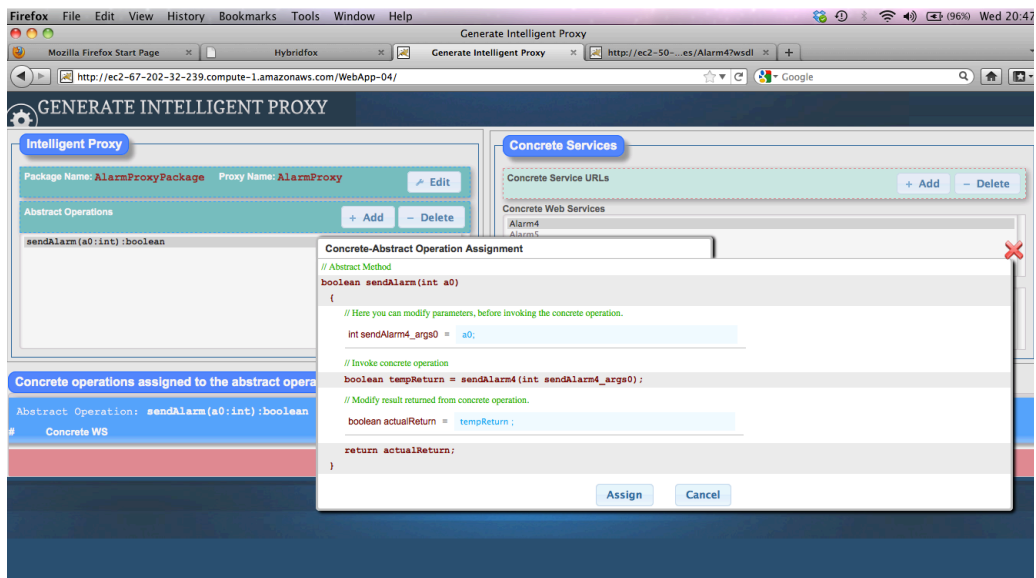 Firefox File Edit View History Bookmarks Tools Window Help (96%) Wed 20:47
Generate Intelligent Proxy
Mozilla Firefox Start Page × Hybridfox × Generate Intelligent Proxy × http://ec2-50-...es/Alarm4?wsdl × +
http://ec2-67-202-32-239.compute-1.amazonaws.com/WebApp-04/ Google
GENERATE INTELLIGENT PROXY
Intelligent Proxy
Package Name: AlarmProxyPackage Proxy Name: AlarmProxy Edit
Abstract Operations + Add − Delete
sendAlarm(a0:int):boolean
Concrete Services
Concrete Service URLs + Add − Delete
Concrete Web Services
Alarm4
Alarm5
Concrete-Abstract Operation Assignment
// Abstract Method
boolean sendAlarm(int a0)
{
// Here you can modify parameters, before invoking the concrete operation.
int sendAlarm4_args0 = a0;
// Invoke concrete operation
boolean tempReturn = sendAlarm4(int sendAlarm4_args0);
// Modify result returned from concrete operation.
boolean actualReturn = tempReturn ;
return actualReturn;
}
Assign Cancel
Concrete operations assigned to the abstract opera
Abstract Operation: sendAlarm(a0:int):boolean
# Concrete WS